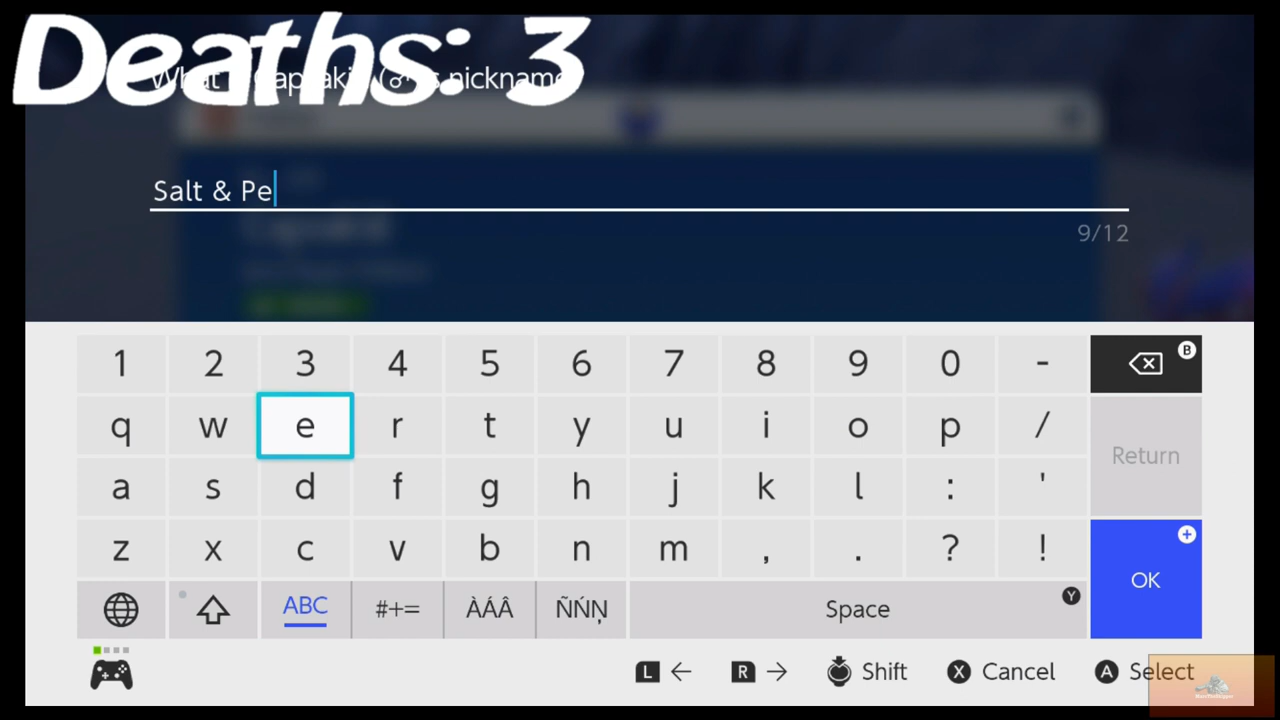 Deaths: 3
nickname
Salt & Pe
9/12
1 2 3 4 5 6 7 8 9 0 -
B
q w e r t y u i o p /
Return
a s d f g h j k l : '
z x c v b n m , . ? !
+
OK
ABC #+= ÀÁÂ ÑŃŅ Space Y
L ← R → Shift X Cancel A Select